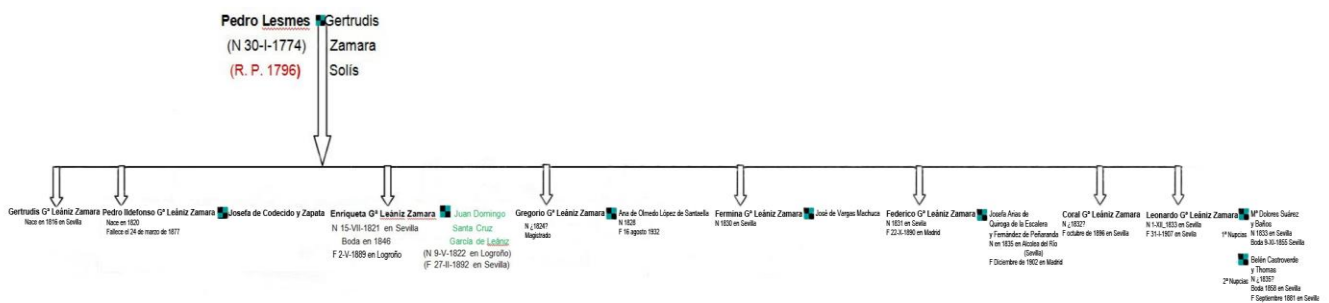 Pedro Lesmes Gertrudis
(N 30-I-1774) Zamara
(R. P. 1796) Solís
Gertrudis Gª Leániz Zamara
Nace en 1816 en Sevilla
Pedro Ildefonso Gª Leániz Zamara
Nace en 1820
Fallece el 24 de marzo de 1877
Josefa de Codecido y Zapata
Enriqueta Gª Leániz Zamara
N 15-VII-1821 en Sevilla
Boda en 1846
F 2-V-1889 en Logroño
Juan Domingo
Santa Cruz
García de Leániz
(N 9-V-1822 en Logroño)
(F 27-II-1892 en Sevilla)
Gregorio Gª Leániz Zamara
N ¿1824?
Magistrado
Ana de Olmedo López de Santaella
N 1828
F 16 agosto 1932
Fermina Gª Leániz Zamara
N 1830 en Sevilla
José de Vargas Machuca
Federico Gª Leániz Zamara
N 1831 en Sevilla
F 22-X-1890 en Madrid
Josefa Arias de
Quiroga de la Escalera
y Fernández de Peñaranda
N en 1835 en Alcolea del Río
(Sevilla)
F Diciembre de 1902 en Madrid
Coral Gª Leániz Zamara
N ¿1832?
F octubre de 1896 en Sevilla
Leonardo Gª Leániz Zamara
N 1-XII_1833 en Sevilla
F 31-I-1907 en Sevilla
1ª Nupcias
Mª Dolores Suárez
y Baños
N 1833 en Sevilla
Boda 9-XI-1855 Sevilla
2ª Nupcias
Belén Castroverde
y Thomas
N ¿1835?
Boda 1858 en Sevilla
F Septiembre 1881 en Sevilla